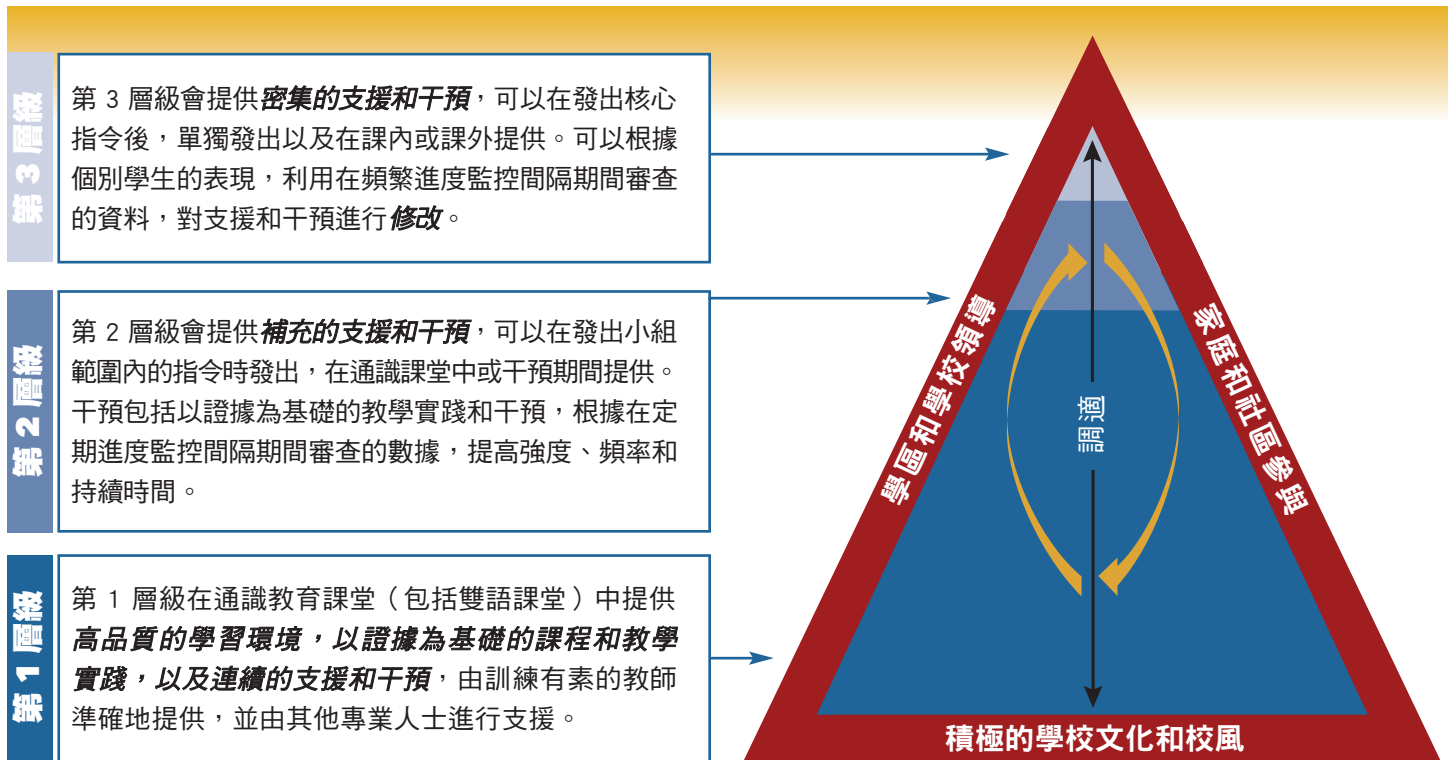 第 3 層級
第 3 層級會提供密集的支援和干預，可以在發出核心
指令後，單獨發出以及在課內或課外提供。可以根據
個別學生的表現，利用在頻繁進度監控間隔期間審查
的資料，對支援和干預進行修改。
第 2 層級
第 2 層級會提供補充的支援和干預，可以在發出小組
範圍內的指令時發出，在通識課堂中或干預期間提供。
干預包括以證據為基礎的教學實踐和干預，根據在定
期進度監控間隔期間審查的數據，提高強度、頻率和
持續時間。
第 1 層級
第 1 層級在通識教育課堂（包括雙語課堂）中提供
高品質的學習環境，以證據為基礎的課程和教學
實踐，以及連續的支援和干預，由訓練有素的教師
準確地提供，並由其他專業人士進行支援。
學區和學校領導
調適
家庭和社區參與
積極的學校文化和校風